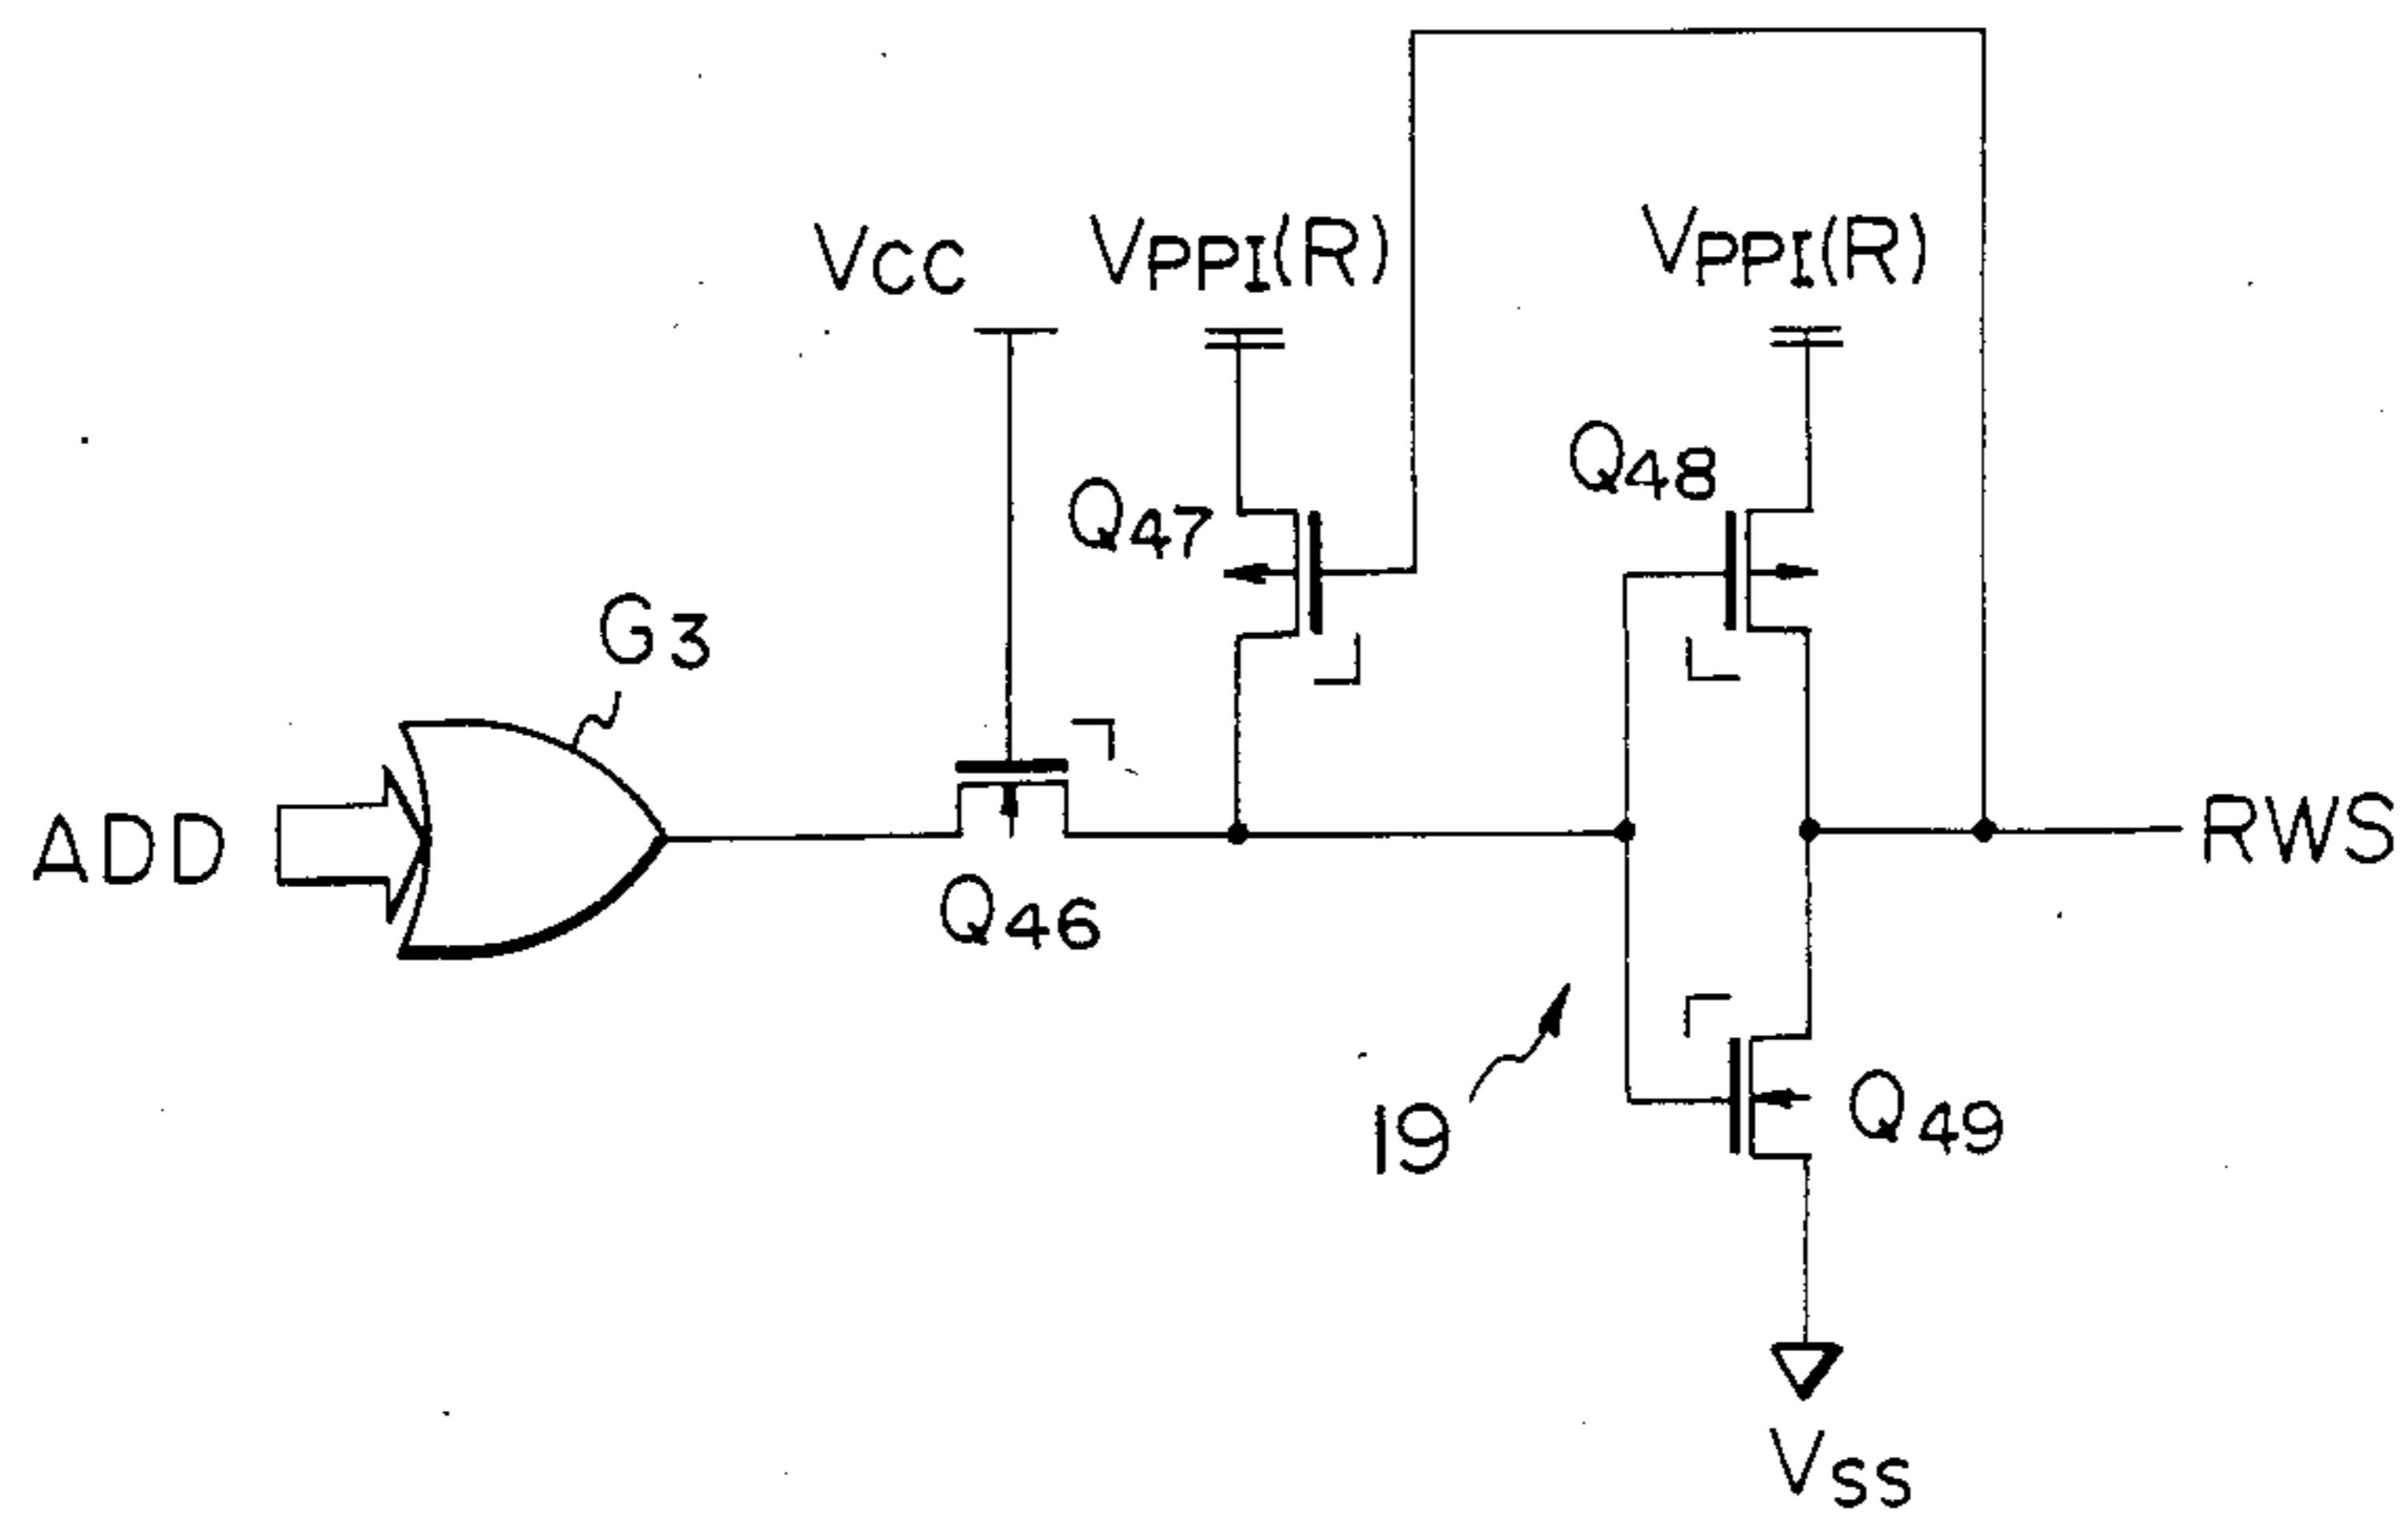 VCC
VPPI(R)
VPPI(R)
Q47
Q48
G3
ADD
RWS
Q46
19
Q49
VSS